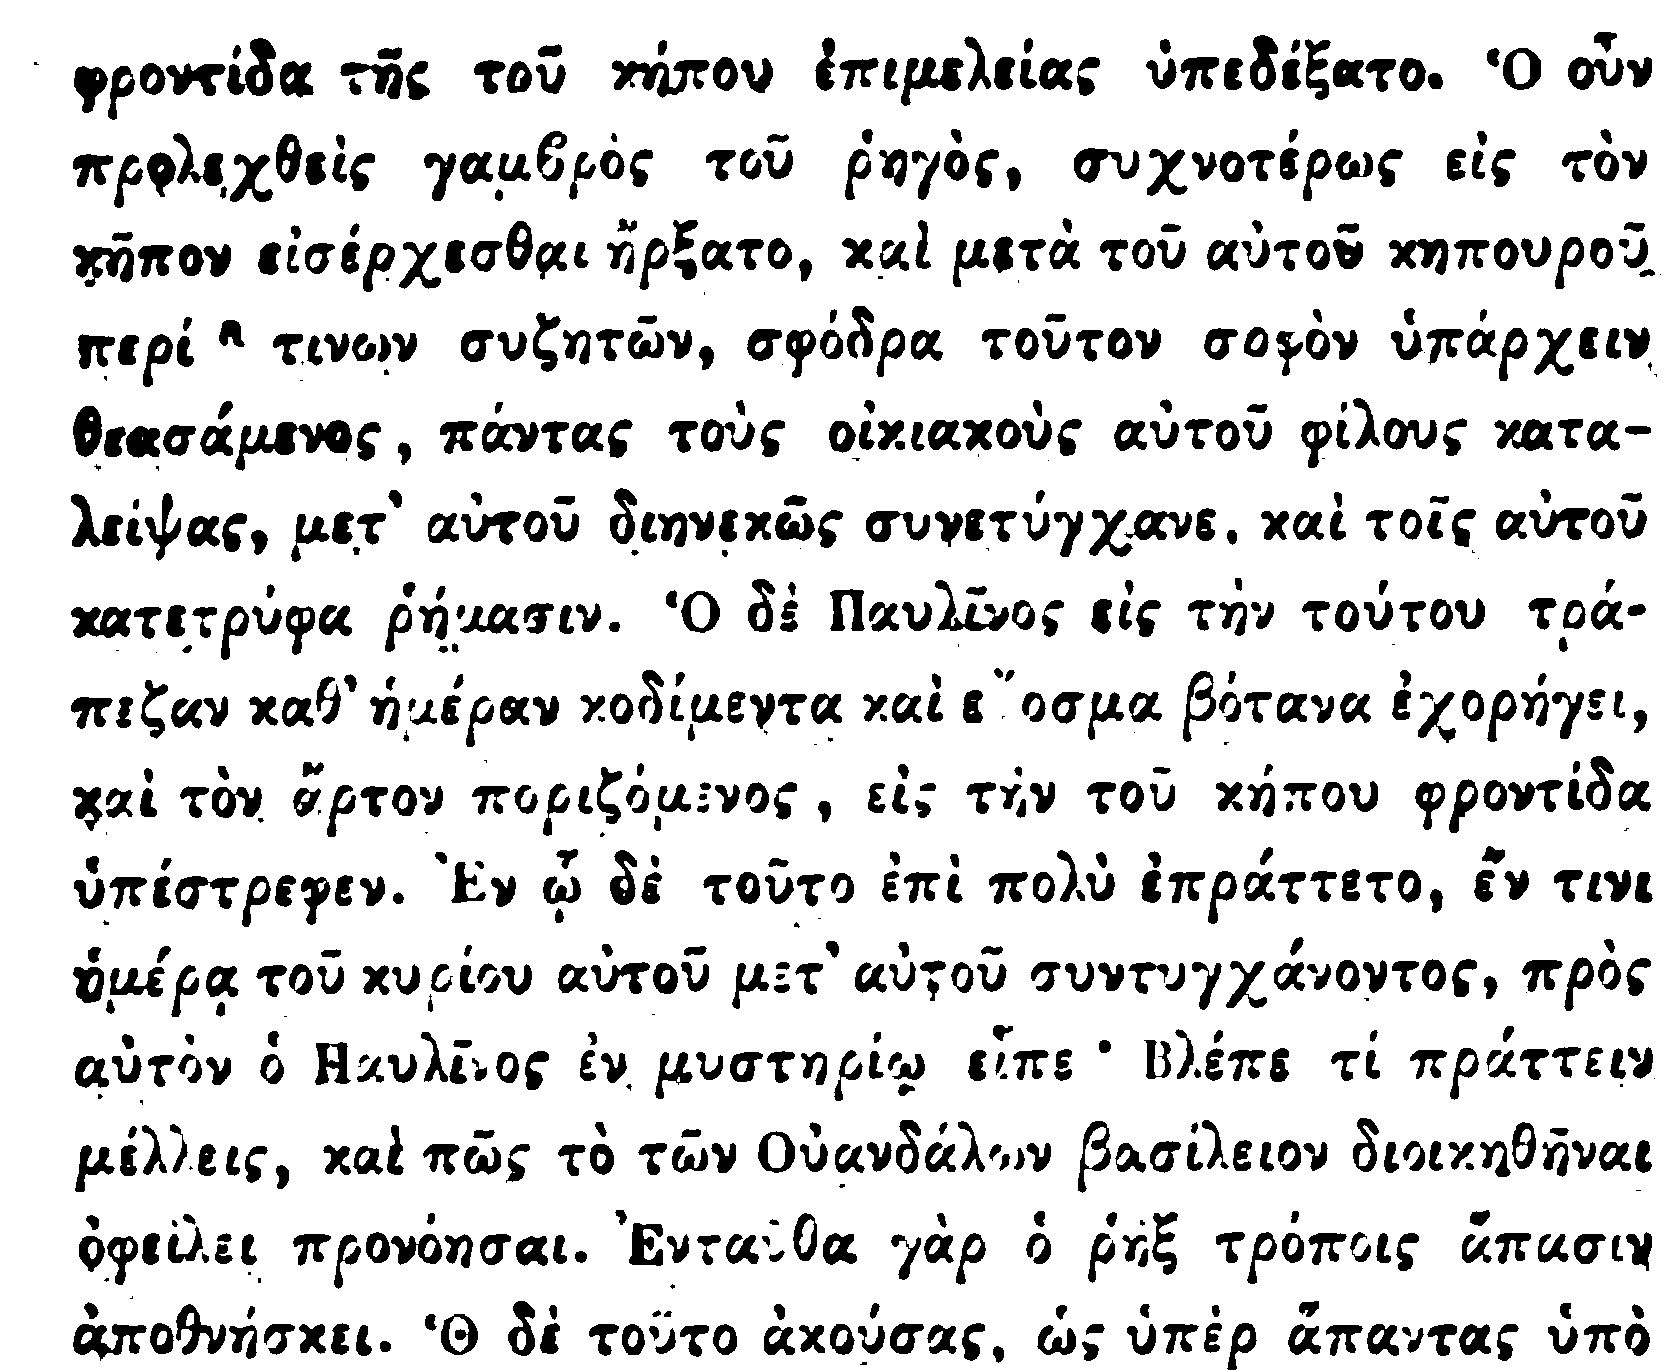 φροντίδα τῆς τοῦ κήπου ἐπιμελείας ὑπεδέξατο. Ὁ οὖν
προλεχθεὶς γαμβρὸς τοῦ ῥηγὸς, συχνοτέρως εἰς τὸν
κῆπον εἰσέρχεσθαι ἤρξατο, καὶ μετὰ τοῦ αὐτοῦ κηπουροῦ
περί τινων συζητῶν, σφόδρα τοῦτον σοφὸν ὑπάρχειν
θεασάμενος, πάντας τοὺς οἰκιακοὺς αὐτοῦ φίλους κατα-
λείψας, μετ' αὐτοῦ διηνεκῶς συνετύγχανε, καὶ τοῖς αὐτοῦ
κατετρύφα ῥήμασιν. Ὁ δὲ Παυλῖνος εἰς τὴν τούτου τρά-
πεζαν καθ' ἡμέραν κοδίμεντα καὶ εὔοσμα βότανα ἐχορήγει,
καὶ τὸν ἄρτον ποριζόμενος, εἰς τὴν τοῦ κήπου φροντίδα
ὑπέστρεφεν. Ἐν ᾧ δὲ τοῦτο ἐπὶ πολὺ ἐπράττετο, ἔν τινι
ἡμέρᾳ τοῦ κυρίου αὐτοῦ μετ' αὐτοῦ συντυγχάνοντος, πρὸς
αὐτὸν ὁ Παυλῖνος ἐν μυστηρίῳ εἶπε· Βλέπε τί πράττειν
μέλλεις, καὶ πῶς τὸ τῶν Οὐανδάλων βασίλειον διοικηθῆναι
ὀφείλει προνόησαι. Ἐνταῦθα γὰρ ὁ ῥὴξ τρόποις ἅπασιν
ἀποθνήσκει. Ὁ δὲ τοῦτο ἀκούσας, ὡς ὑπὲρ ἅπαντας ὑπὸ